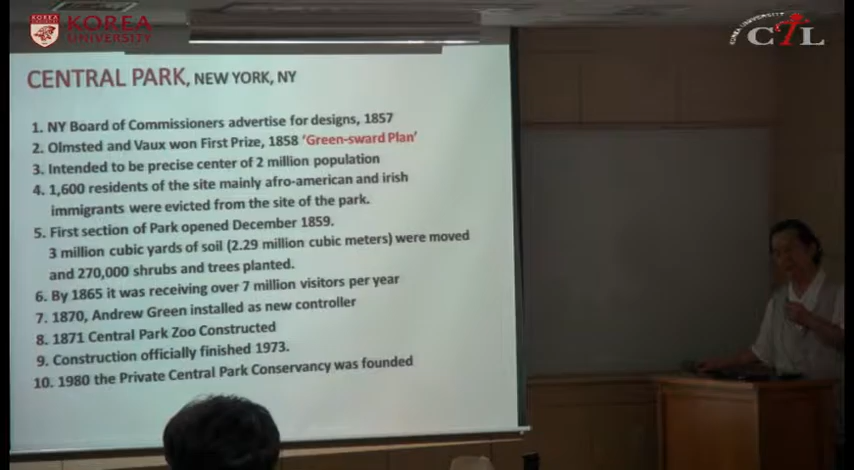 KOREA
UNIVERSITY
KOREA UNIVERSITY
CTL
CENTRAL PARK, NEW YORK, NY
1. NY Board of Commissioners advertise for designs, 1857
2. Olmsted and Vaux won First Prize, 1858 'Green-sward Plan'
3. Intended to be precise center of 2 million population
4. 1,600 residents of the site mainly afro-american and irish
immigrants were evicted from the site of the park.
5. First section of Park opened December 1859.
3 million cubic yards of soil (2.29 million cubic meters) were moved
and 270,000 shrubs and trees planted.
6. By 1865 it was receiving over 7 million visitors per year
7. 1870, Andrew Green installed as new controller
8. 1871 Central Park Zoo Constructed
9. Construction officially finished 1973.
10. 1980 the Private Central Park Conservancy was founded